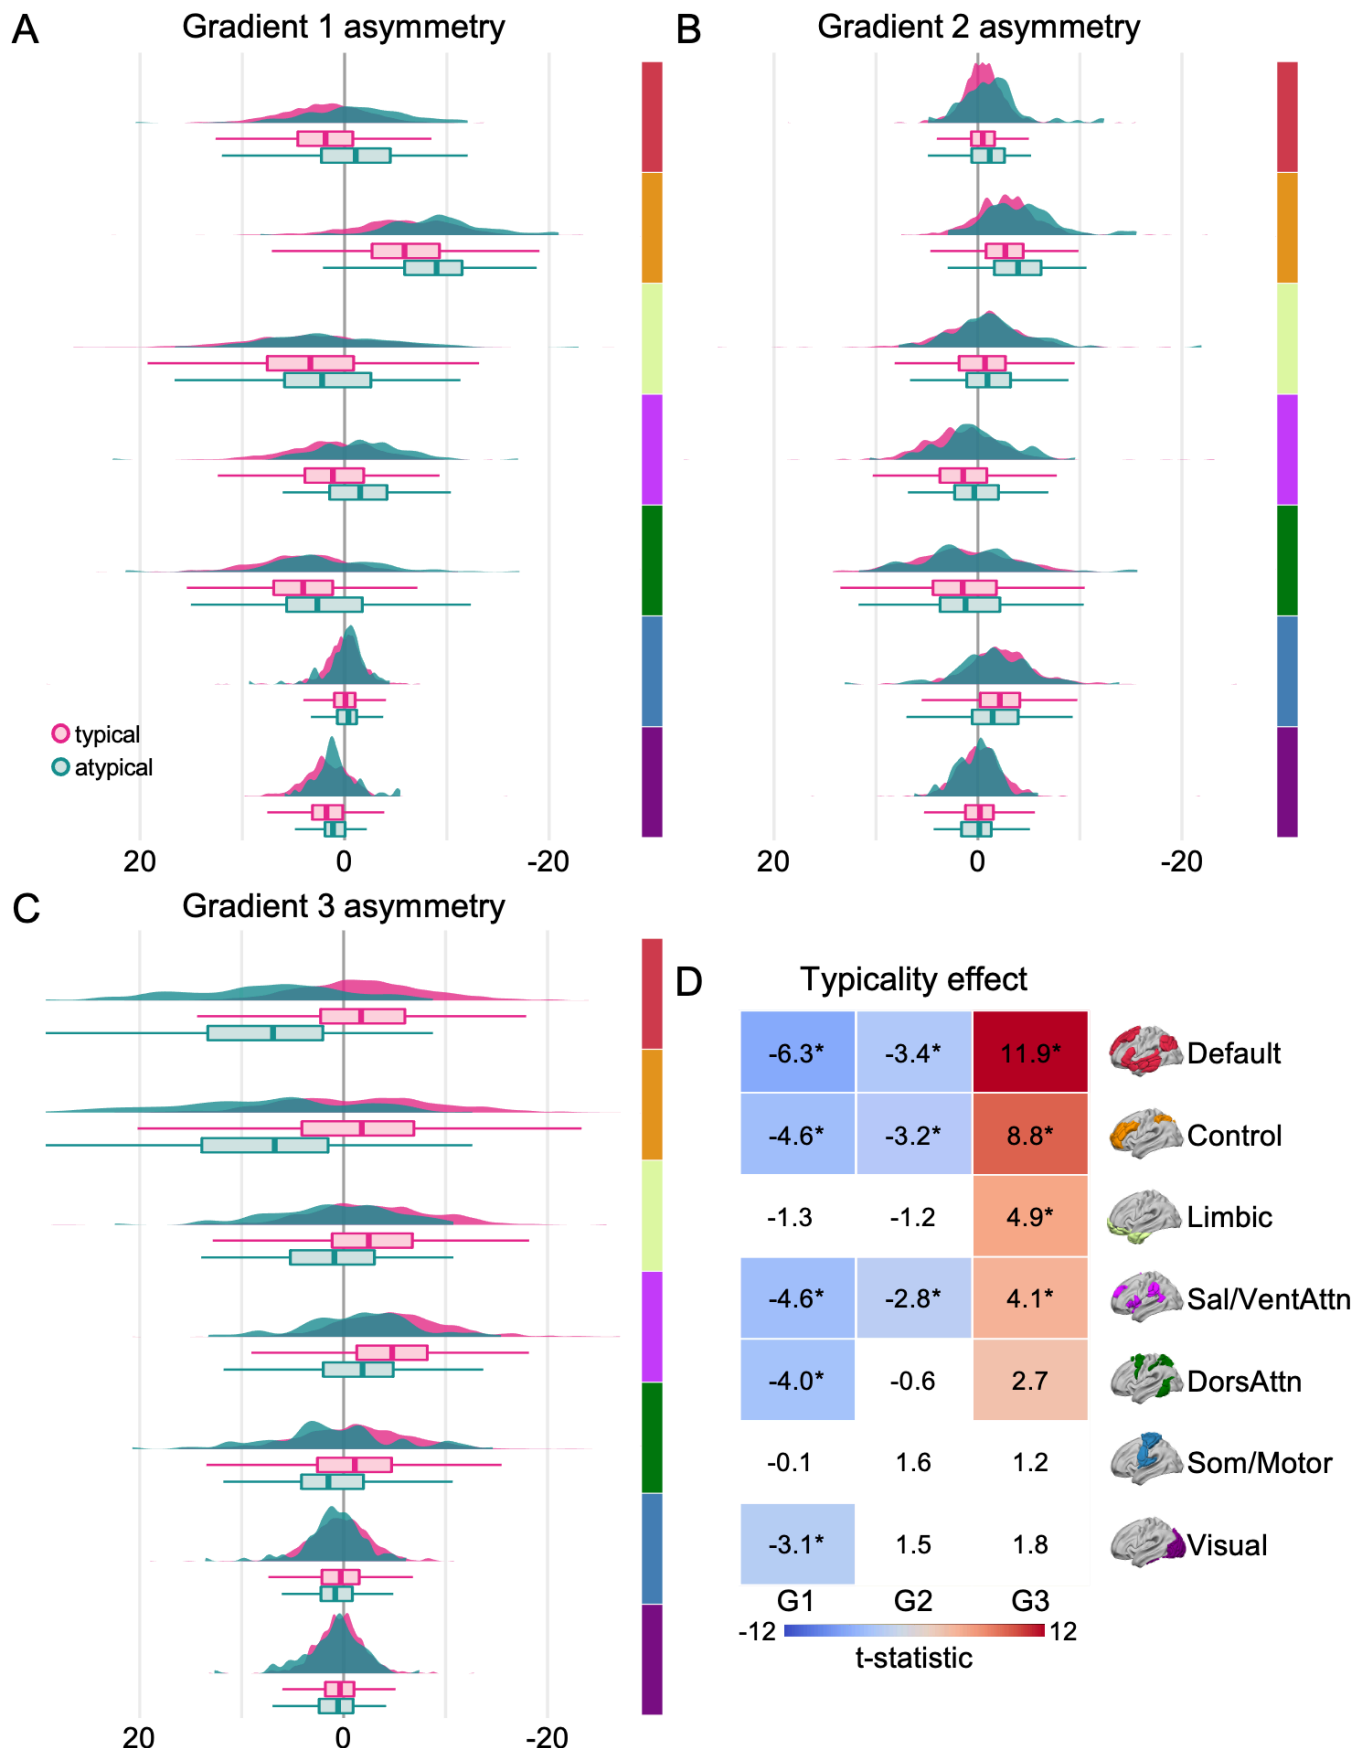 A
Gradient 1 asymmetry
typical
atypical
20 0 -20
B
Gradient 2 asymmetry
20 0 -20
C
Gradient 3 asymmetry
20 0 -20
D
Typicality effect
-6.3* -3.4* 11.9* Default
-4.6* -3.2* 8.8* Control
-1.3 -1.2 4.9* Limbic
-4.6* -2.8* 4.1* Sal/VentAttn
-4.0* -0.6 2.7 DorsAttn
-0.1 1.6 1.2 Som/Motor
-3.1* 1.5 1.8 Visual
G1 G2 G3
-12 12
t-statistic